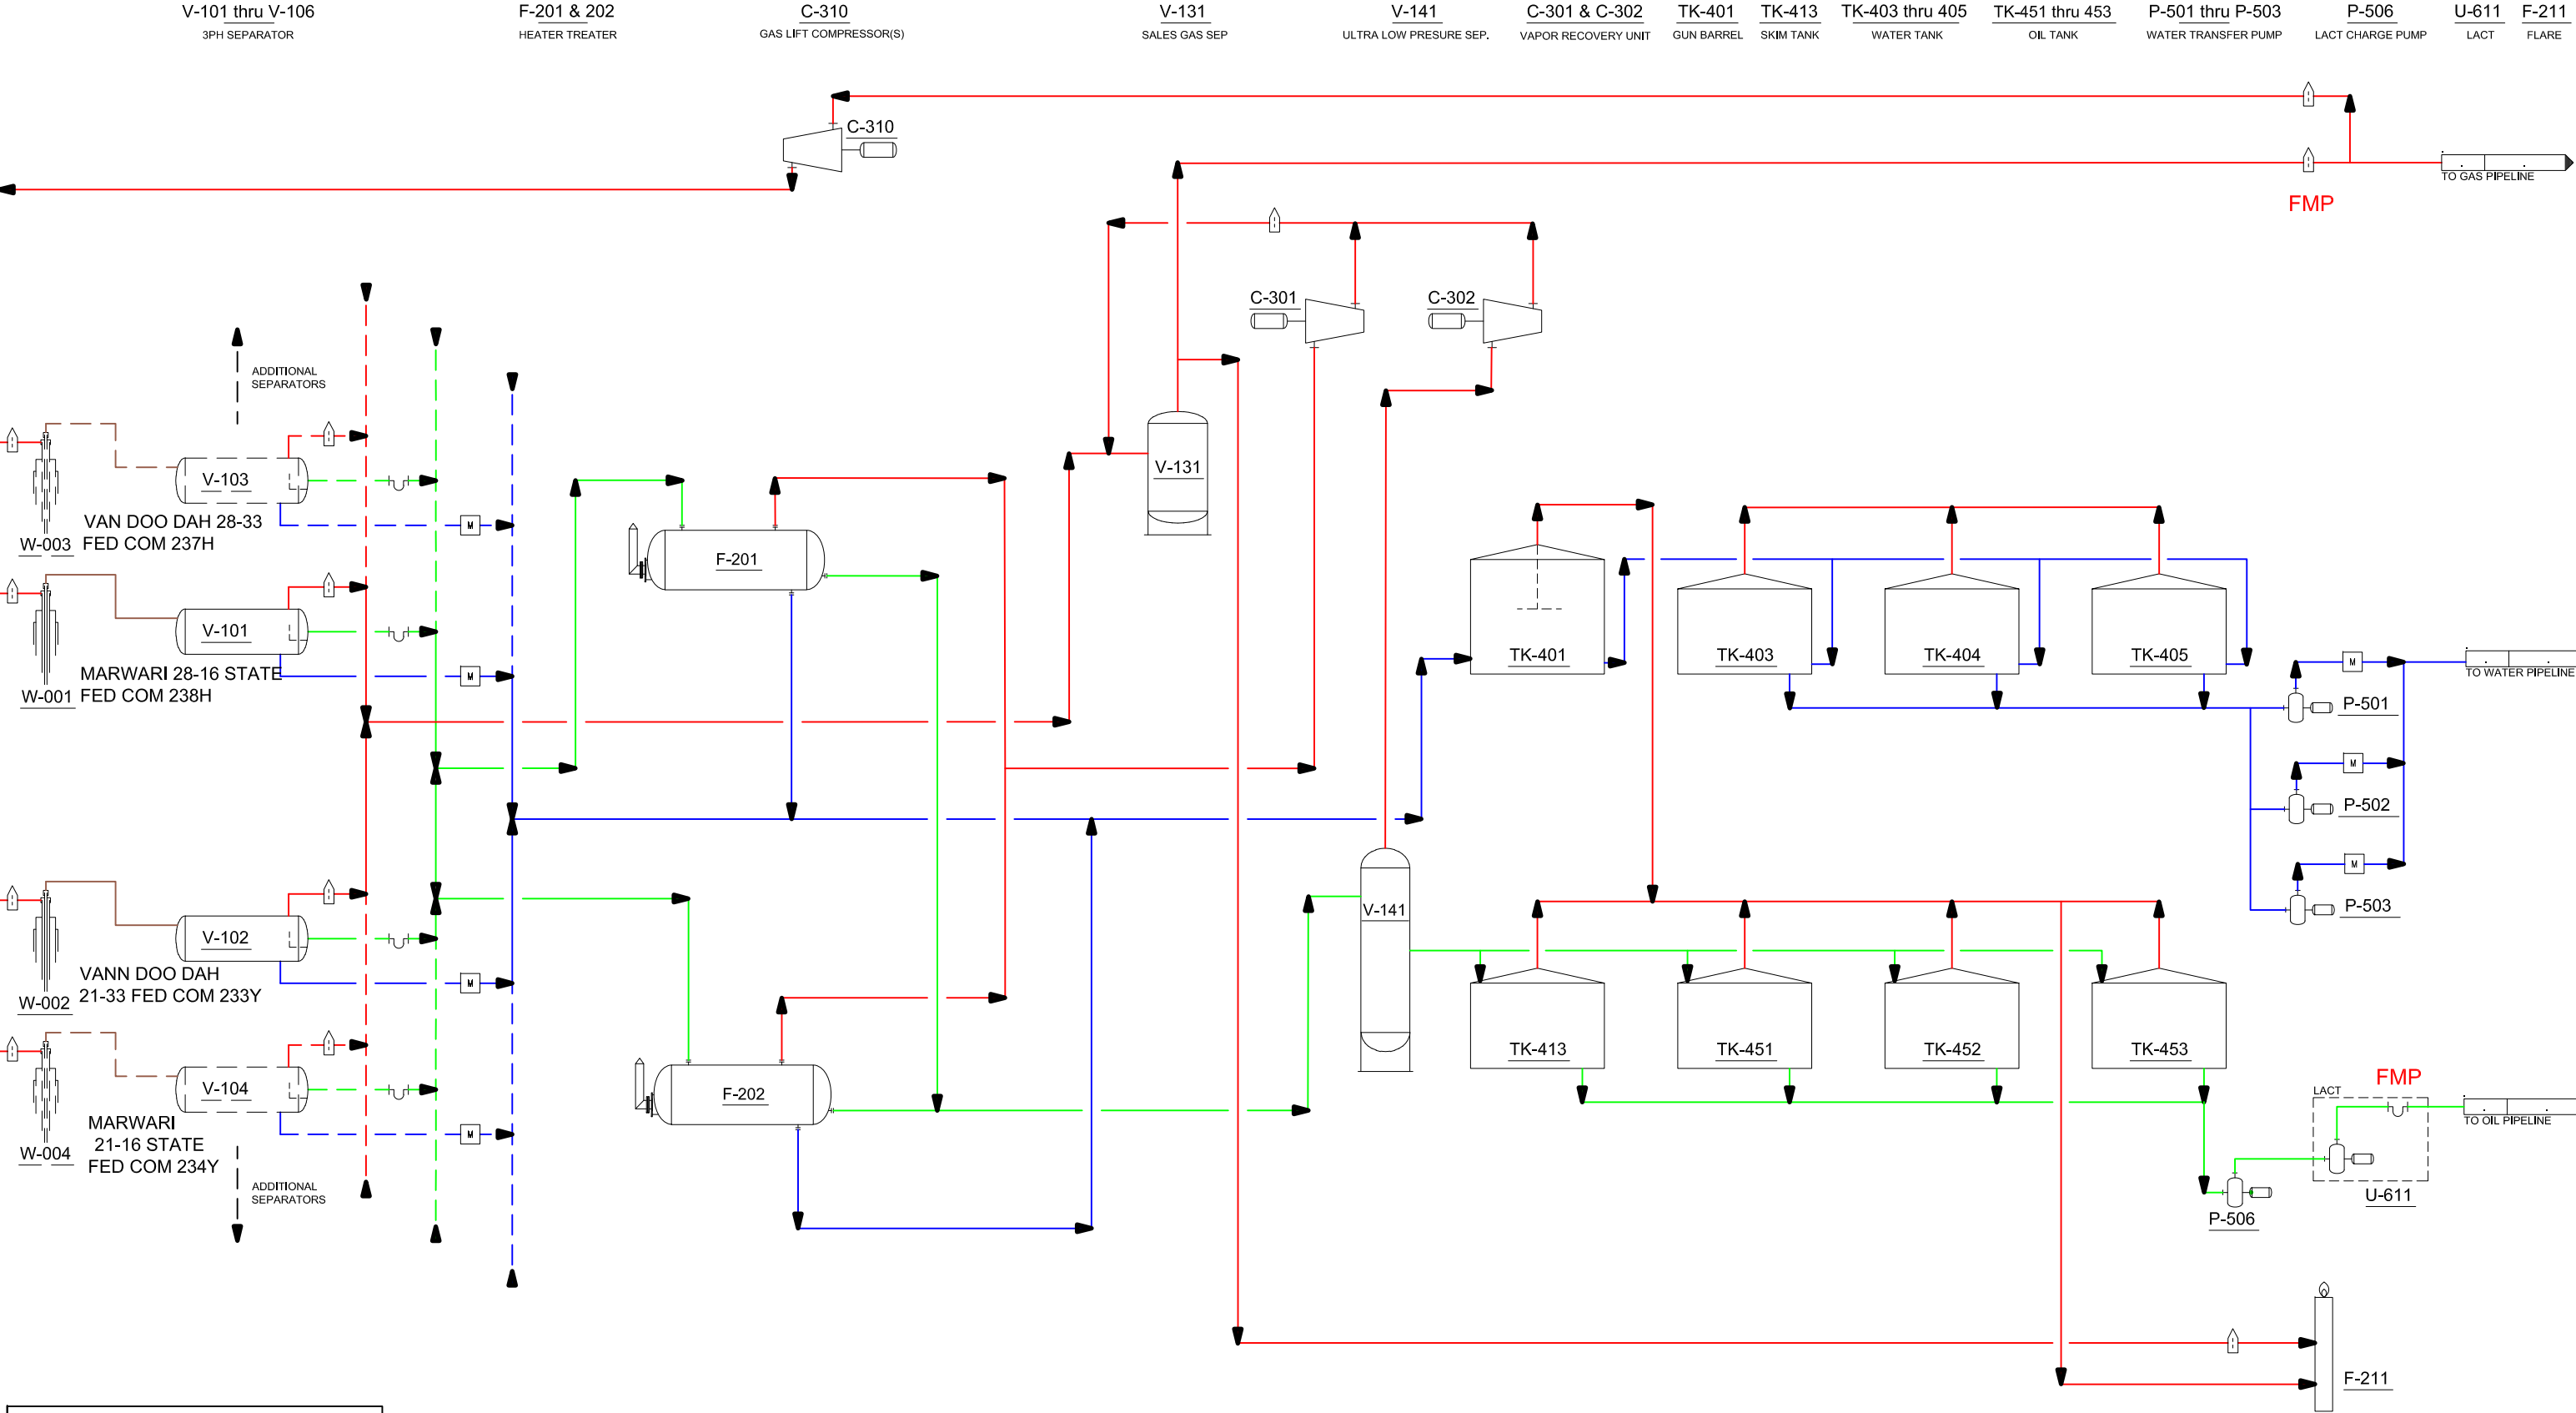 V-101 thru V-106
3PH SEPARATOR
F-201 & 202
HEATER TREATER
C-310
GAS LIFT COMPRESSOR(S)
V-131
SALES GAS SEP
V-141
ULTRA LOW PRESURE SEP.
C-301 & C-302
VAPOR RECOVERY UNIT
TK-401
GUN BARREL
TK-413
SKIM TANK
TK-403 thru 405
WATER TANK
TK-451 thru 453
OIL TANK
P-501 thru P-503
WATER TRANSFER PUMP
P-506
LACT CHARGE PUMP
U-611
LACT
F-211
FLARE
C-310
TO GAS PIPELINE
FMP
C-301
C-302
ADDITIONAL
SEPARATORS
V-103
V-131
M
VAN DOO DAH 28-33
FED COM 237H
W-003
F-201
V-101
TK-401
TK-403
TK-404
TK-405
M
TO WATER PIPELINE
MARWARI 28-16 STATE
FED COM 238H
W-001
M
P-501
M
P-502
M
P-503
V-102
V-141
VANN DOO DAH
21-33 FED COM 233Y
W-002
M
TK-413
TK-451
TK-452
TK-453
V-104
F-202
MARWARI
21-16 STATE
FED COM 234Y
W-004
M
LACT
FMP
TO OIL PIPELINE
U-611
P-506
ADDITIONAL
SEPARATORS
F-211